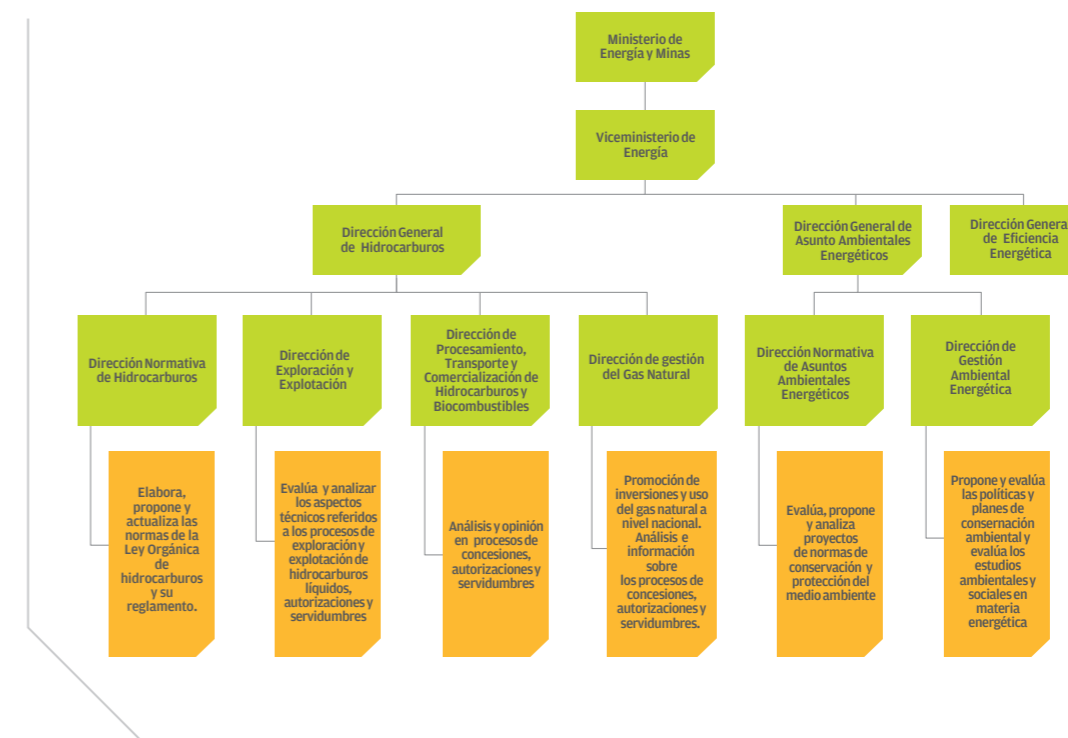 Ministerio de
Energía y Minas
Viceministerio de
Energía
Dirección General
de Hidrocarburos
Dirección General de
Asunto Ambientales
Energéticos
Dirección Genera
de Eficiencia
Energética
Dirección Normativa
de Hidrocarburos
Dirección de
Exploración y
Explotación
Dirección de
Procesamiento,
Transporte y
Comercialización de
Hidrocarburos y
Biocombustibles
Dirección de gestión
del Gas Natural
Dirección Normativa
de Asuntos
Ambientales
Energéticos
Dirección de
Gestión
Ambiental
Energética
Elabora,
propone y
actualiza las
normas de la
Ley Orgánica
de
hidrocarburos
y su
reglamento.
Evalúa y analizar
los aspectos
técnicos referidos
a los procesos de
exploración y
explotación de
hidrocarburos
líquidos,
autorizaciones y
servidumbres
Análisis y opinión
en procesos de
concesiones,
autorizaciones y
servidumbres
Promoción de
inversiones y uso
del gas natural a
nivel nacional.
Análisis e
información
sobre
los procesos de
concesiones,
autorizaciones y
servidumbres.
Evalúa, propone
y analiza
proyectos
de normas de
conservación y
protección del
medio ambiente
Propone y evalúa
las políticas y
planes de
consernación
ambiental y
evalúa los
estudios
ambientales y
sociales en
materia
energética